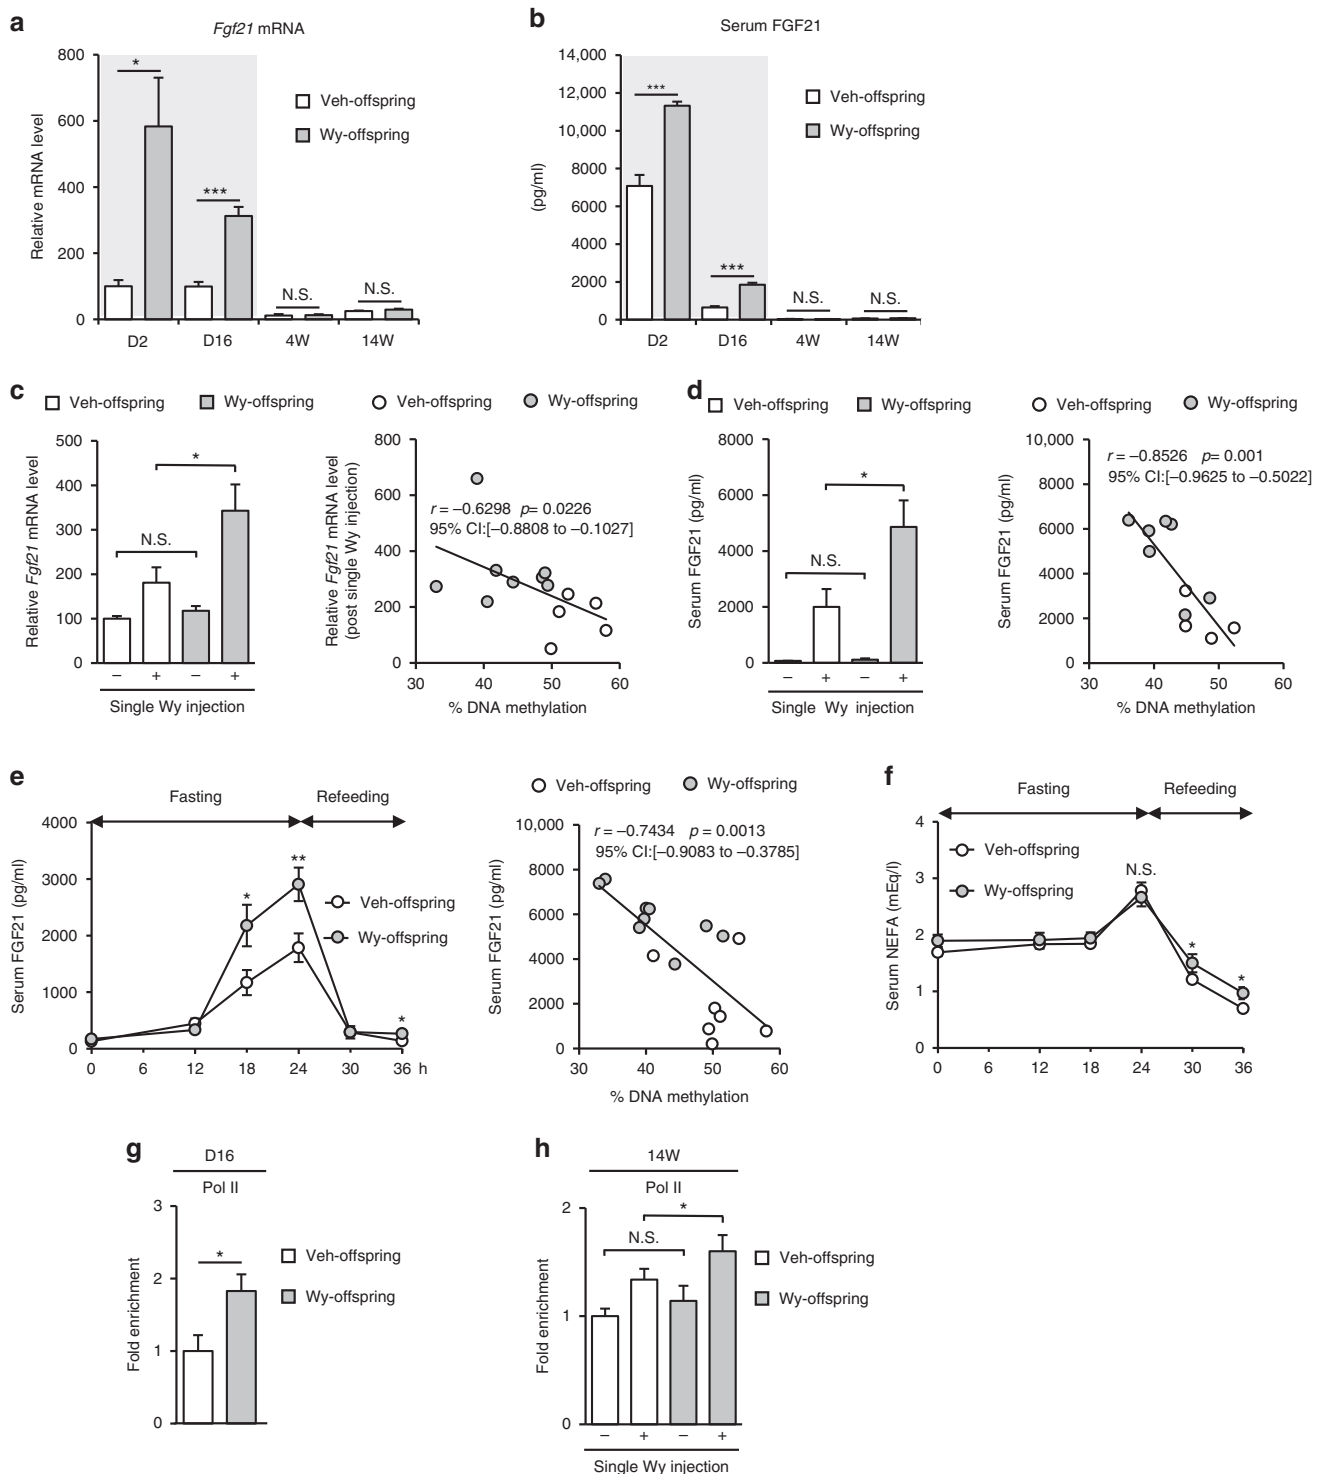 a
Fgf21 mRNA
Relative mRNA level
800
600
400
200
0
*
***
N.S.
N.S.
D2 D16 4W 14W
Veh-offspring
Wy-offspring
b
Serum FGF21
(pg/ml)
14,000
12,000
10,000
8000
6000
4000
2000
0
***
***
N.S.
N.S.
D2 D16 4W 14W
Veh-offspring
Wy-offspring
c
Veh-offspring Wy-offspring
Relative Fgf21 mRNA level
500
400
300
200
100
0
*
N.S.
– + – +
Single Wy injection
Veh-offspring Wy-offspring
Relative Fgf21 mRNA level
(post single Wy injection)
800
600
400
200
0
r = –0.6298 p= 0.0226
95% CI:[–0.8808 to –0.1027]
30 40 50 60
% DNA methylation
d
Veh-offspring Wy-offspring
Serum FGF21 (pg/ml)
8000
6000
4000
2000
0
*
N.S.
– + – +
Single Wy injection
Veh-offspring Wy-offspring
Serum FGF21 (pg/ml)
10,000
8000
6000
4000
2000
0
r = –0.8526 p= 0.001
95% CI:[–0.9625 to –0.5022]
30 40 50 60
% DNA methylation
e
Fasting Refeeding
Serum FGF21 (pg/ml)
4000
3000
2000
1000
0
*
**
*
Veh-offspring
Wy-offspring
0 6 12 18 24 30 36 h
Veh-offspring Wy-offspring
Serum FGF21 (pg/ml)
10,000
8000
6000
4000
2000
0
r = –0.7434 p = 0.0013
95% CI:[–0.9083 to –0.3785]
30 40 50 60
% DNA methylation
f
Fasting Refeeding
Serum NEFA (mEq/l)
4
3
2
1
0
Veh-offspring
Wy-offspring
N.S.
*
*
0 6 12 18 24 30 36
g
D16
Pol II
Fold enrichment
3
2
1
0
*
Veh-offspring
Wy-offspring
h
14W
Pol II
Fold enrichment
2
1
0
*
N.S.
– + – +
Single Wy injection
Veh-offspring
Wy-offspring